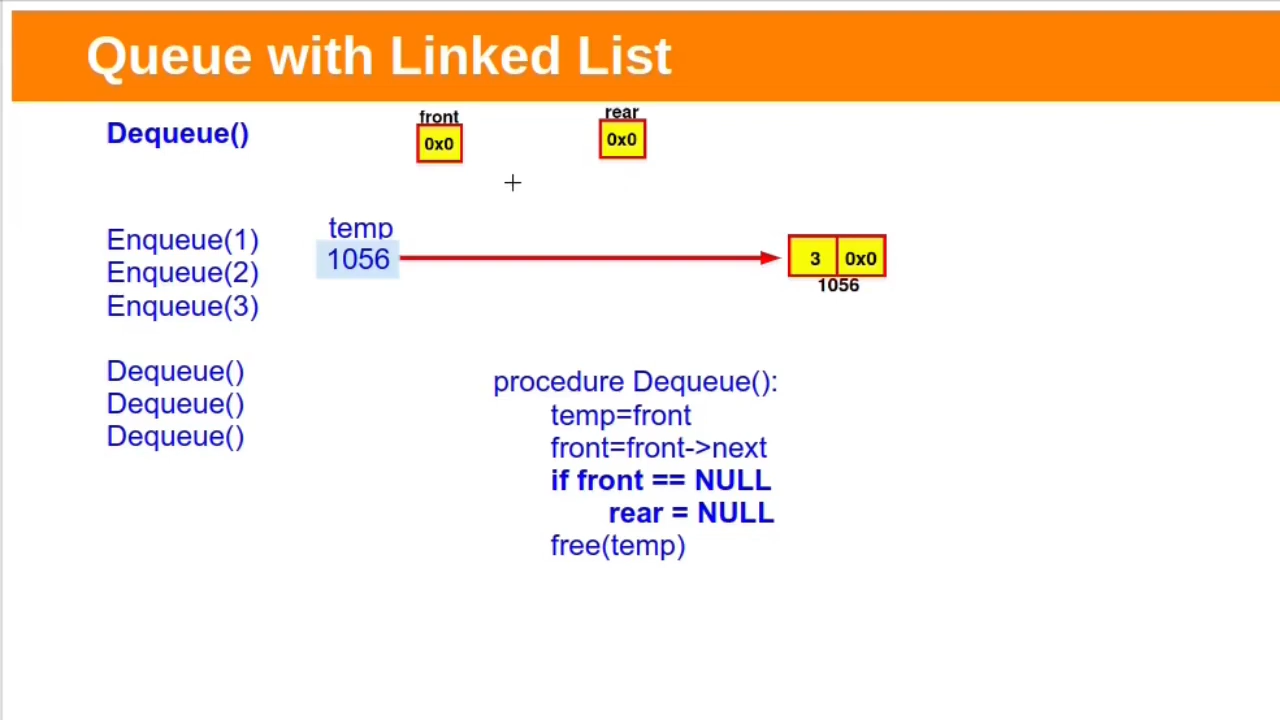 Queue with Linked List
Dequeue()
front
0x0
rear
0x0
Enqueue(1)
Enqueue(2)
Enqueue(3)
temp
1056
3 0x0
1056
Dequeue()
Dequeue()
Dequeue()
procedure Dequeue():
temp=front
front=front->next
if front == NULL
rear = NULL
free(temp)